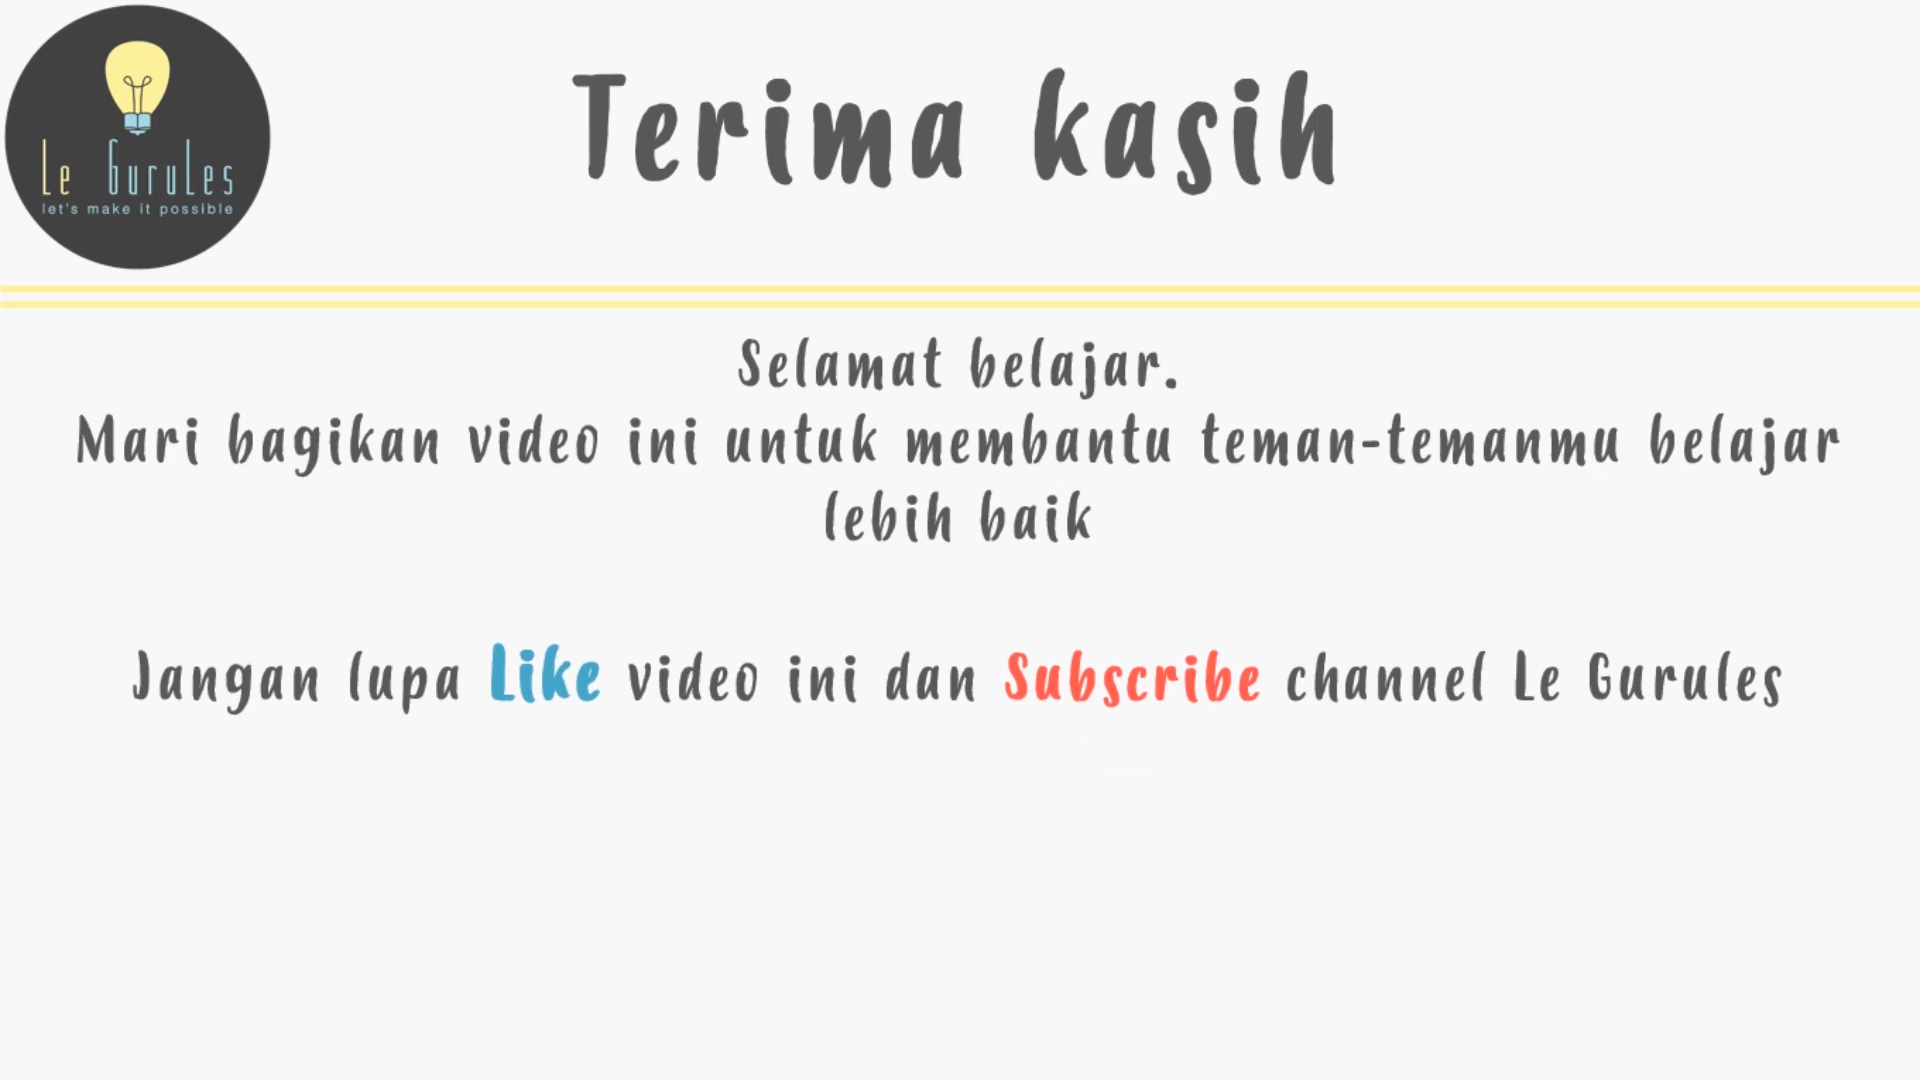 Le Gurules
let's make it possible
Terima kasih
Selamat belajar.
Mari bagikan video ini untuk membantu teman-temanmu belajar
lebih baik
Jangan lupa Like video ini dan Subscribe channel Le Gurules